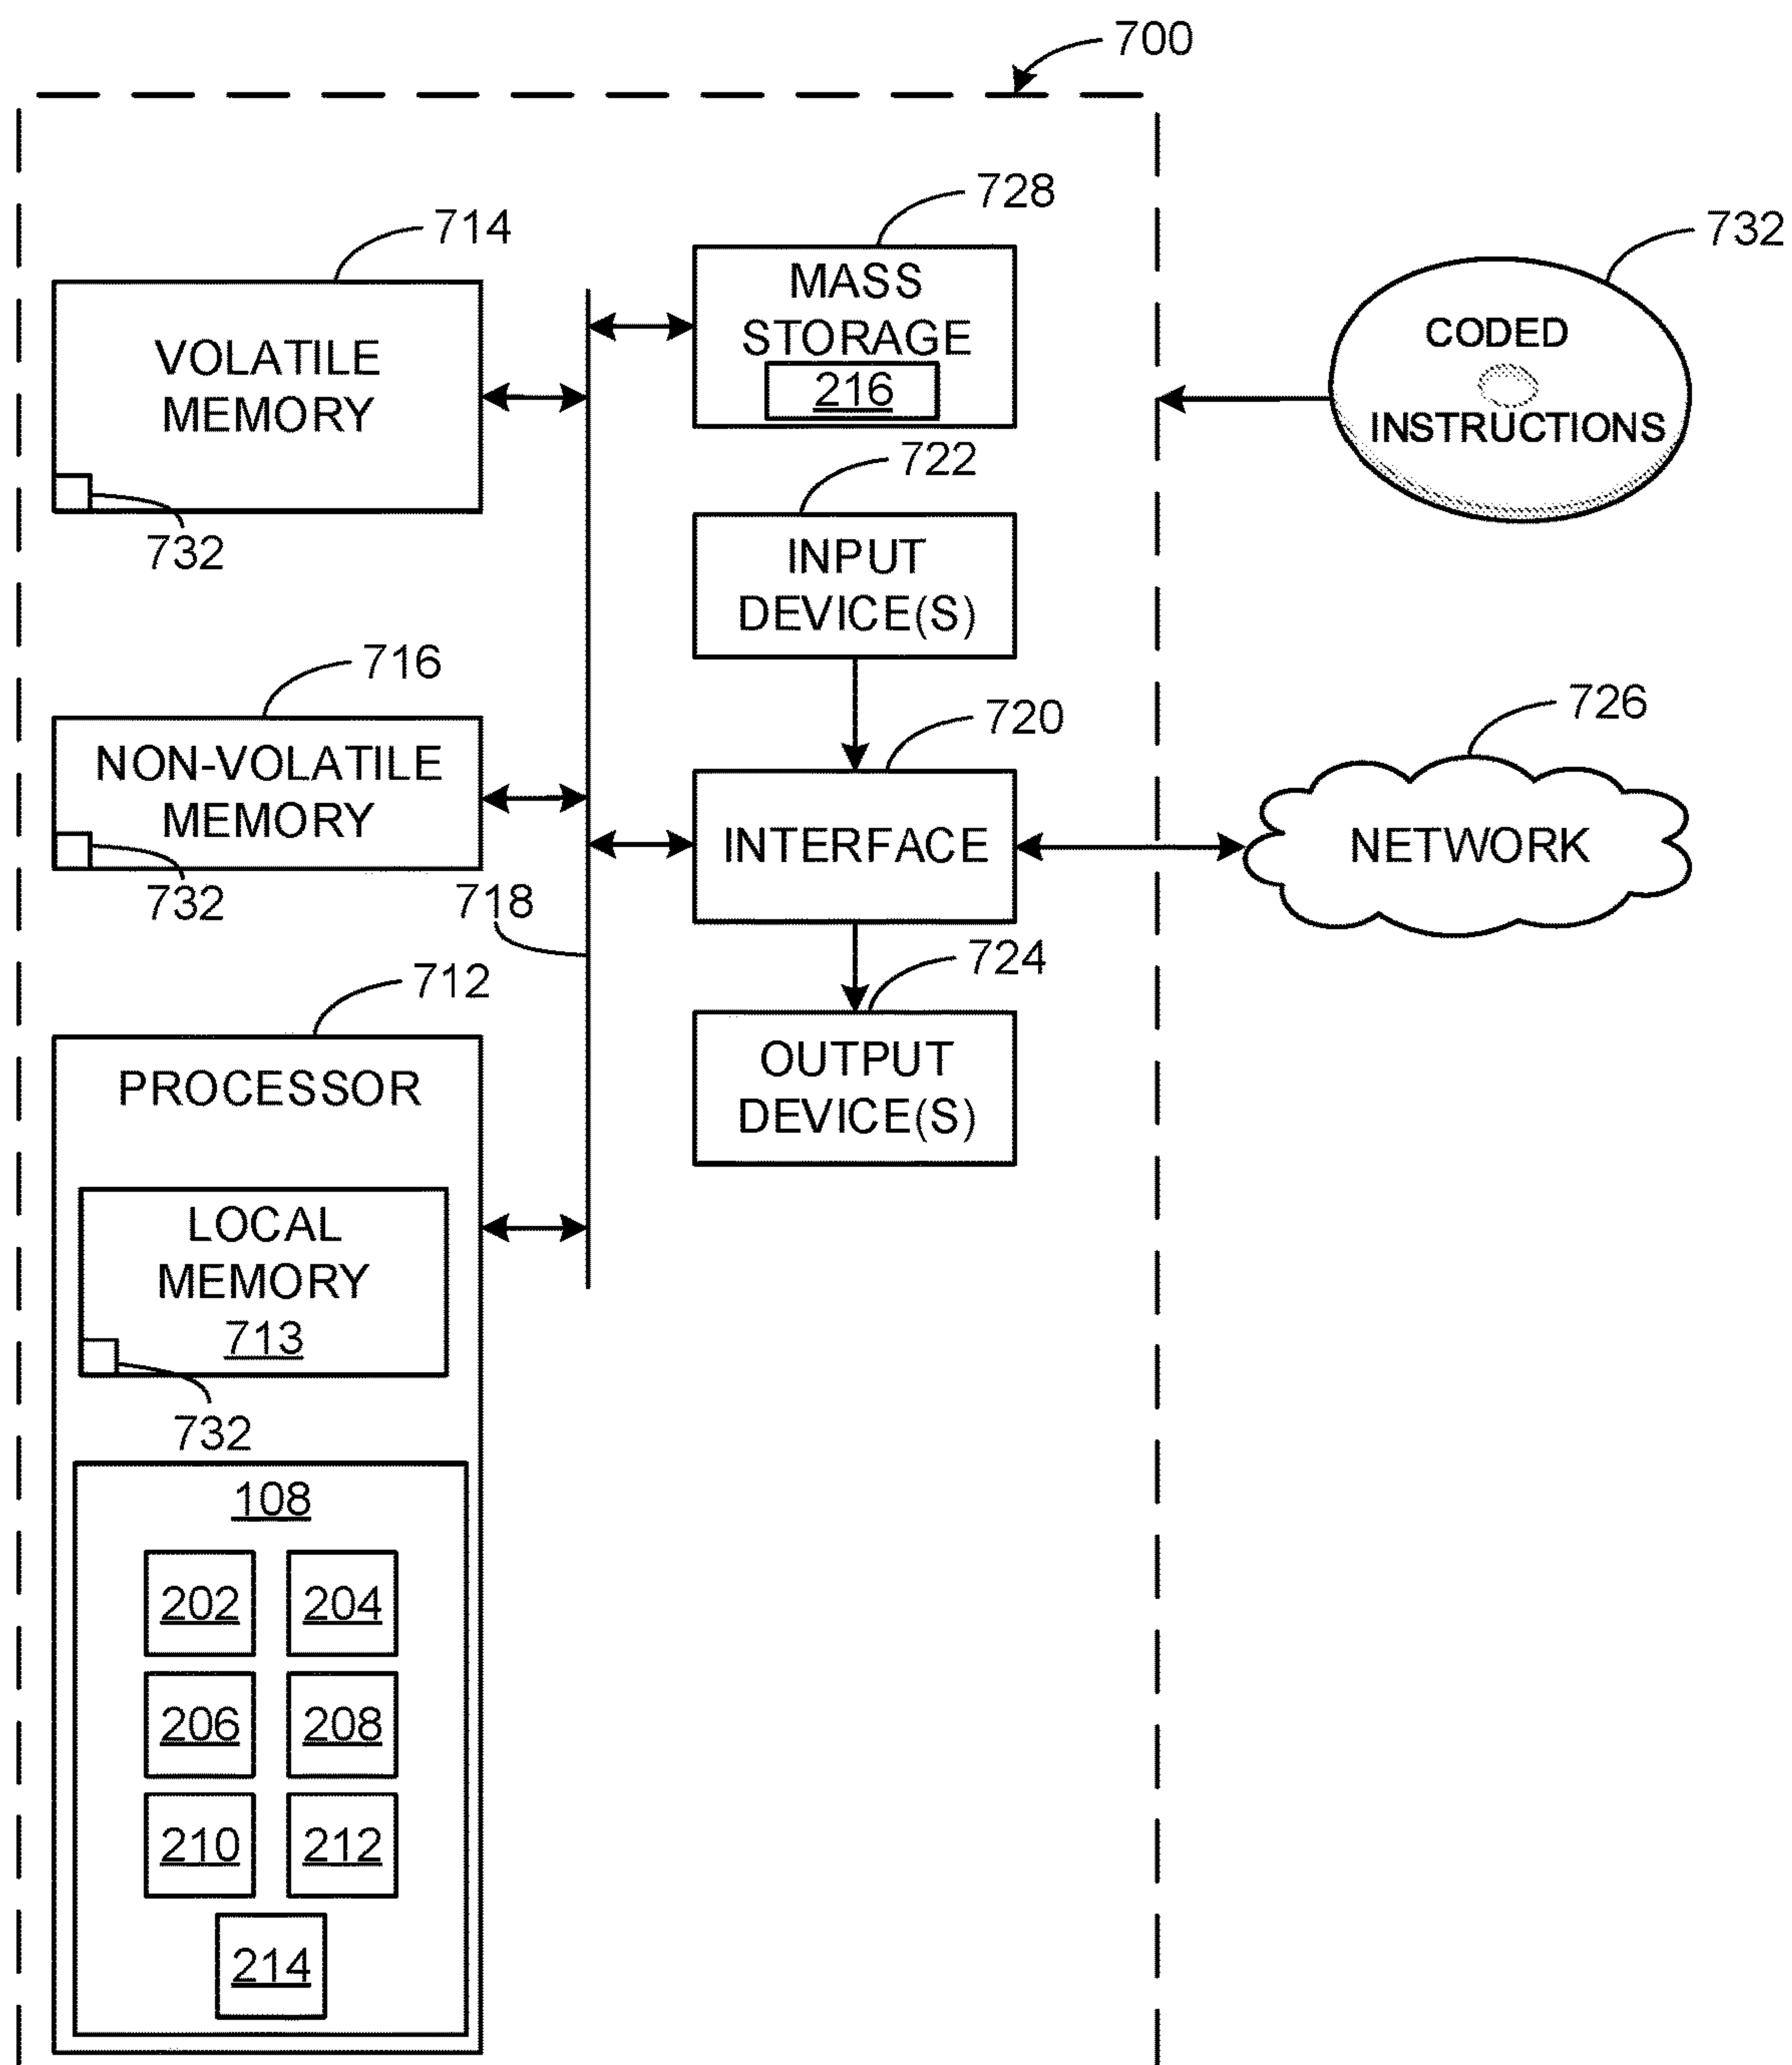 700
728
714
732
MASS
STORAGE
216
VOLATILE
MEMORY
CODED
INSTRUCTIONS
722
732
INPUT
DEVICE(S)
716
720
726
NON-VOLATILE
MEMORY
INTERFACE
NETWORK
732
718
724
712
OUTPUT
DEVICE(S)
PROCESSOR
LOCAL
MEMORY
713
732
108
202 204
206 208
210 212
214